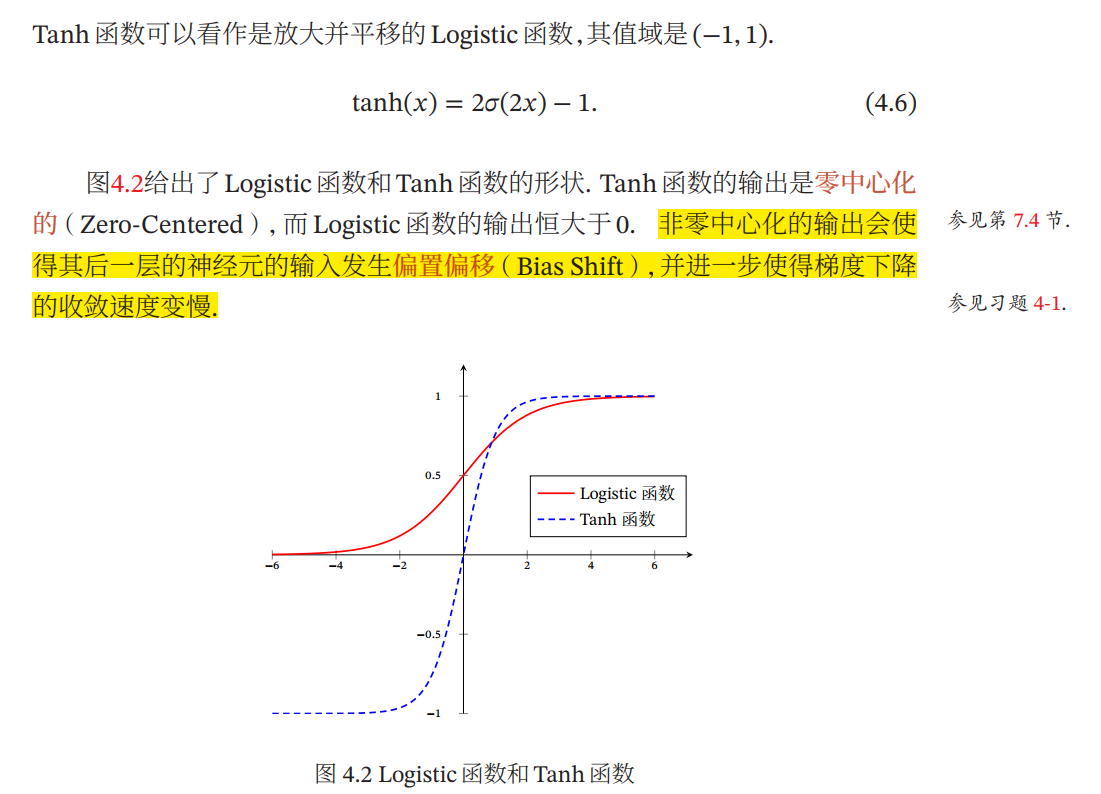 Tanh 函数可以看作是放大并平移的 Logistic 函数,其值域是 (−1, 1).
tanh(x) = 2σ(2x) − 1. (4.6)
图4.2给出了 Logistic 函数和 Tanh 函数的形状. Tanh 函数的输出是零中心化
的(Zero-Centered),而 Logistic 函数的输出恒大于 0. 非零中心化的输出会使
参见第 7.4 节.
得其后一层的神经元的输入发生偏置偏移(Bias Shift),并进一步使得梯度下降
的收敛速度变慢.
参见习题 4-1.
1
0.5
Logistic 函数
Tanh 函数
−6 −4 −2 2 4 6
−0.5
−1
图 4.2 Logistic 函数和 Tanh 函数